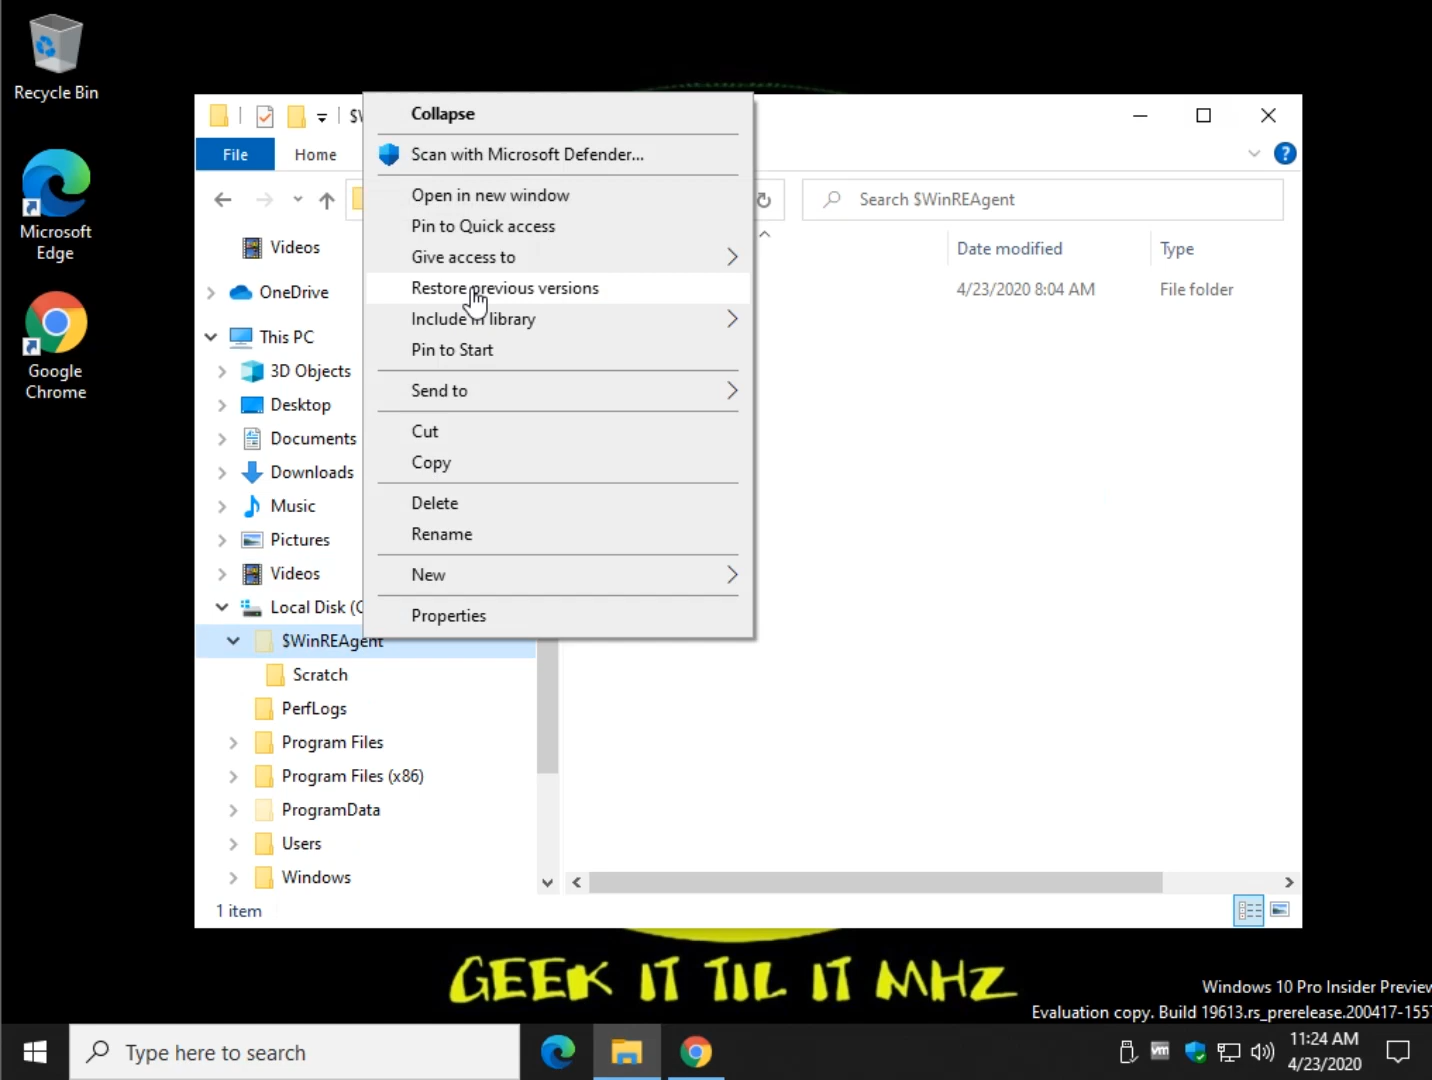 Recycle Bin
Microsoft
Edge
Google
Chrome
File
Home
Search $WinREAgent
Collapse
Scan with Microsoft Defender...
Open in new window
Pin to Quick access
Give access to
Restore previous versions
Include in library
Pin to Start
Send to
Cut
Copy
Delete
Rename
New
Properties
Date modified
Type
4/23/2020 8:04 AM
File folder
Videos
OneDrive
This PC
3D Objects
Desktop
Documents
Downloads
Music
Pictures
Videos
Local Disk (C
$WinREAgent
Scratch
PerfLogs
Program Files
Program Files (x86)
ProgramData
Users
Windows
1 item
GEEK IT TIL IT MHZ
Windows 10 Pro Insider Preview
Evaluation copy. Build 19613.rs_prerelease.200417-155
Type here to search
vm
11:24 AM
4/23/2020